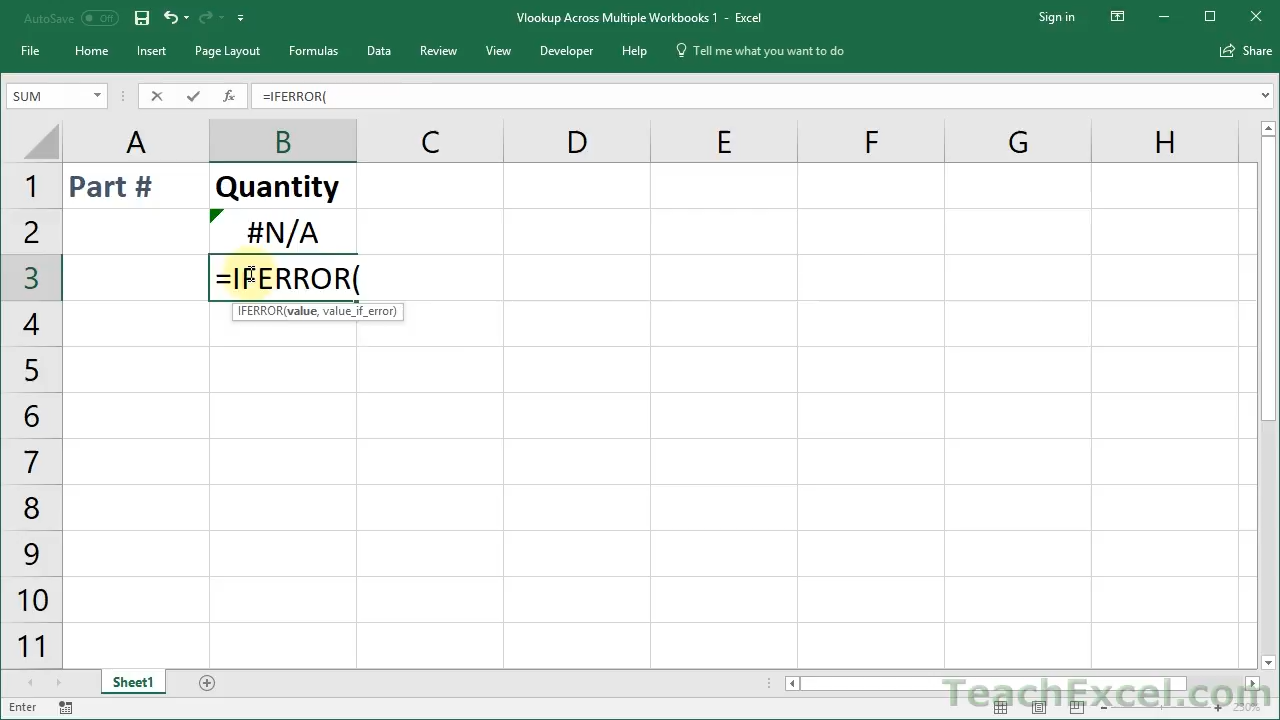 AutoSave Off
Vlookup Across Multiple Workbooks 1 - Excel
Sign in
File Home Insert Page Layout Formulas Data Review View Developer Help Tell me what you want to do Share
SUM =IFERROR(
A B C D E F G H
1 Part # Quantity
2 #N/A
3 =IFERROR(
IFERROR(value, value_if_error)
4
5
6
7
8
9
10
11
Sheet1
TeachExcel.com
Enter 230%